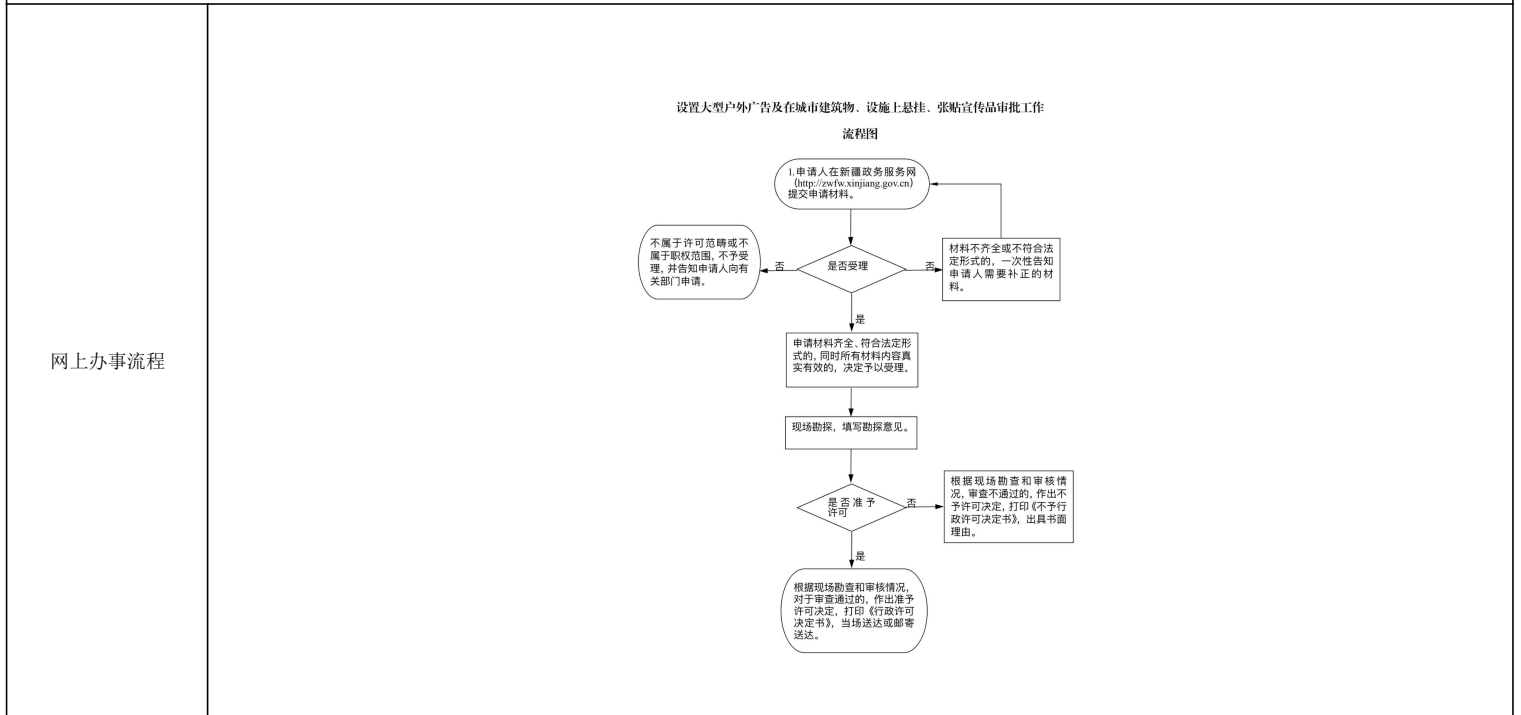 网上办事流程
设置大型户外广告及在城市建筑物、设施上悬挂、张贴宣传品审批工作
流程图
1.申请人在新疆政务服务网
（http://zwfw.xinjiang.gov.cn）
提交申请材料。
不属于许可范畴或不
属于职权范围，不予受
理，并告知申请人向有
关部门申请。
否
是否受理
否
材料不齐全或不符合法
定形式的，一次性告知
申请人需要补正的材
料。
是
申请材料齐全、符合法定形
式的，同时所有材料内容真
实有效的，决定予以受理。
现场勘探，填写勘探意见。
是否准予
许可
否
根据现场勘查和审核情
况，审查不通过的，作出不
予许可决定，打印《不予行
政许可决定书》，出具书面
理由。
是
根据现场勘查和审核情况，
对于审查通过的，作出准予
许可决定，打印《行政许可
决定书》，当场送达或邮寄
送达。